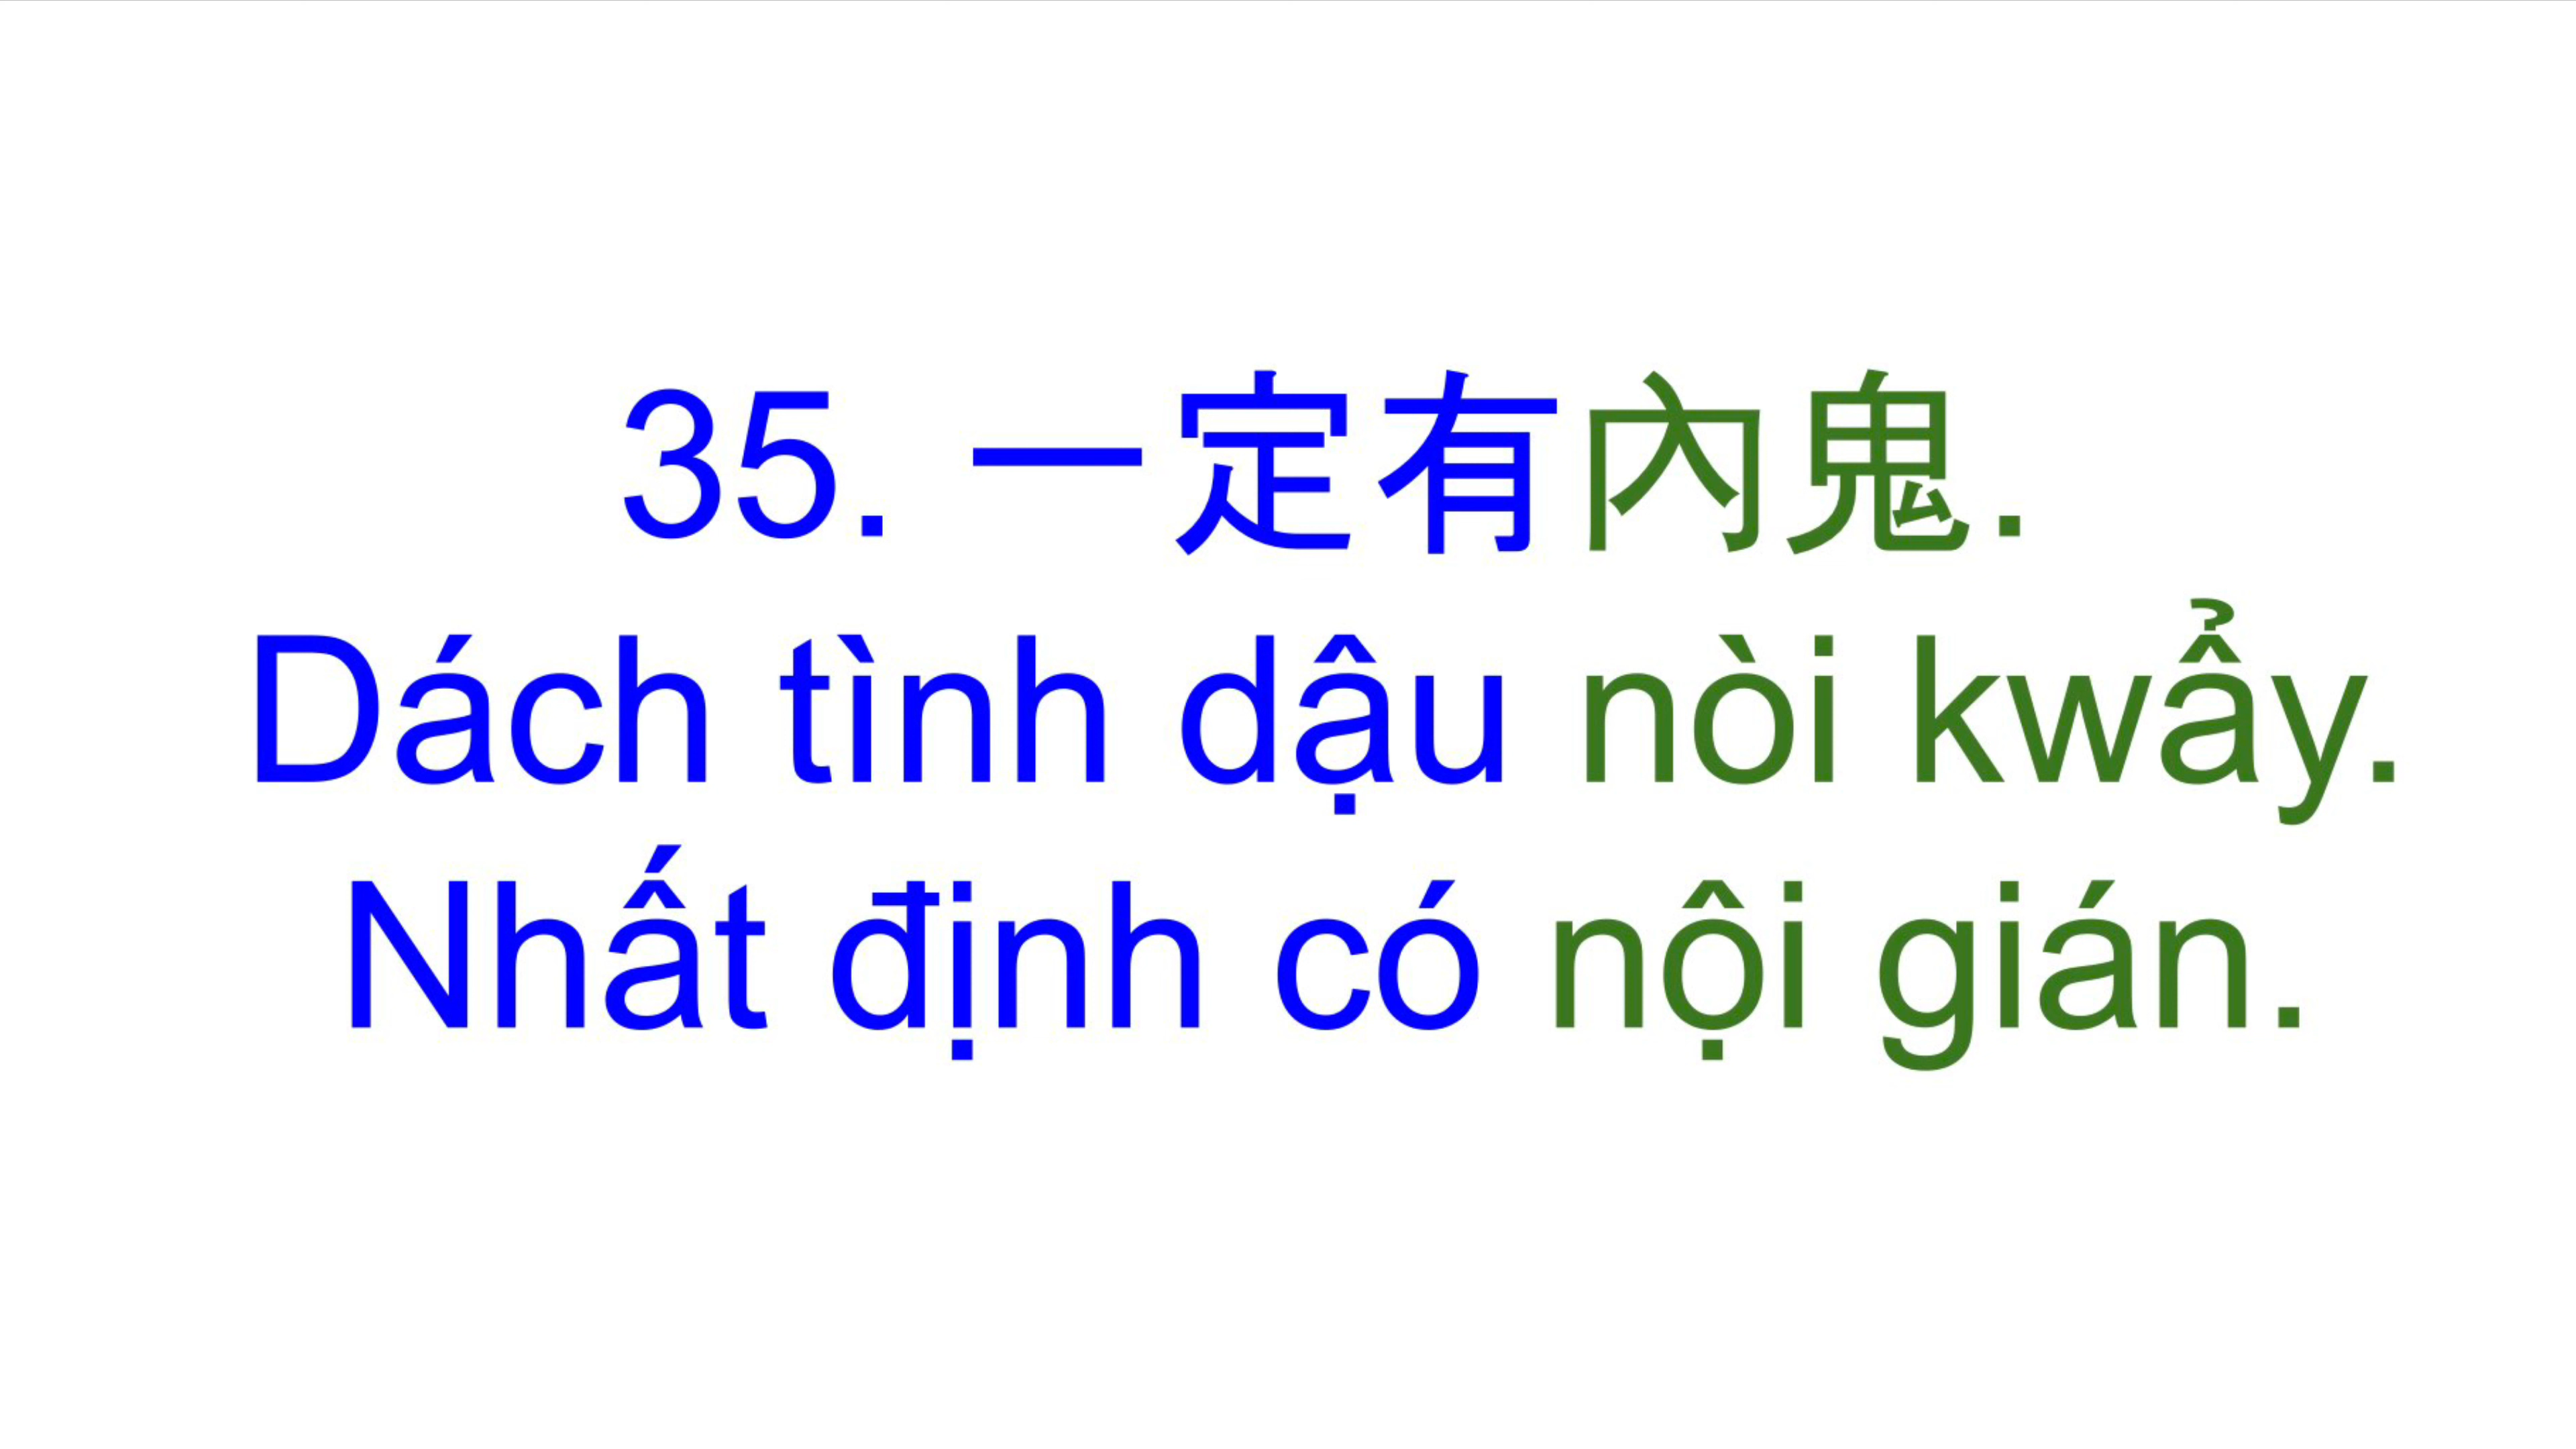 35. 一定有內鬼.
Dách tình dậu nòi kwẩy.
Nhất định có nội gián.